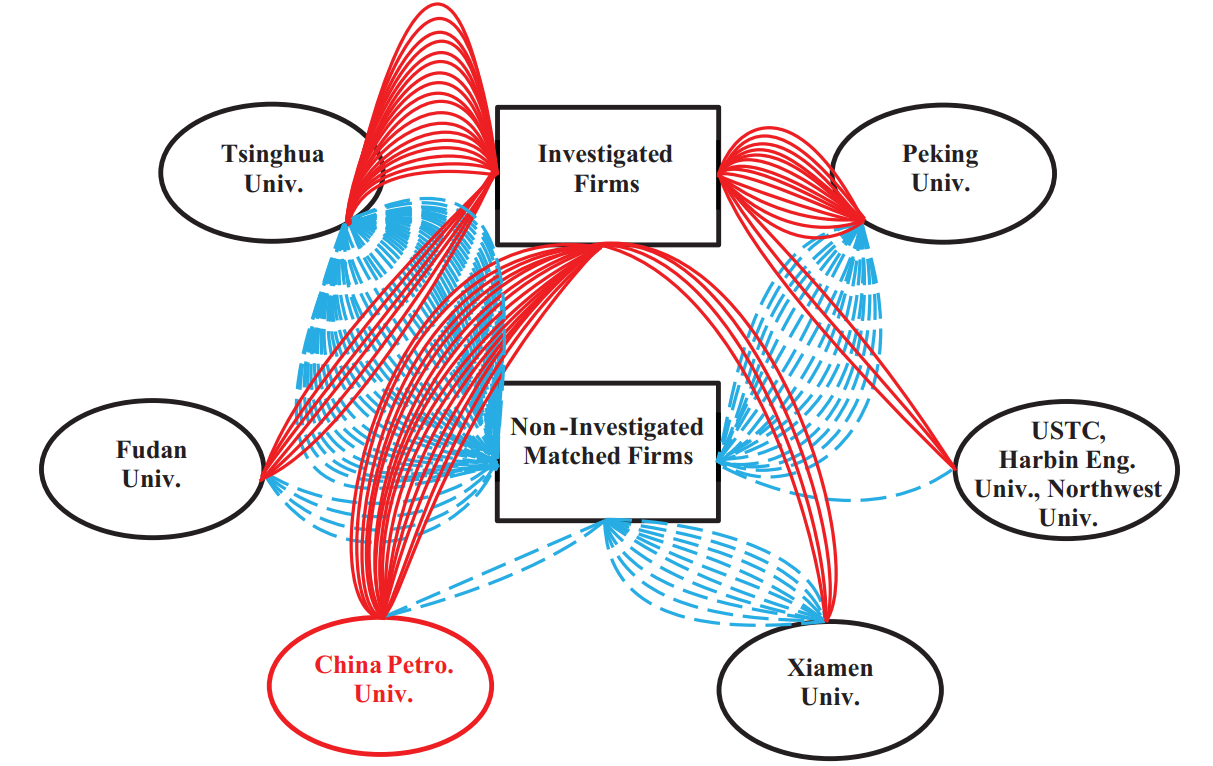 Tsinghua
Univ.
Investigated
Firms
Peking
Univ.
Fudan
Univ.
Non-Investigated
Matched Firms
USTC,
Harbin Eng.
Univ., Northwest
Univ.
China Petro.
Univ.
Xiamen
Univ.